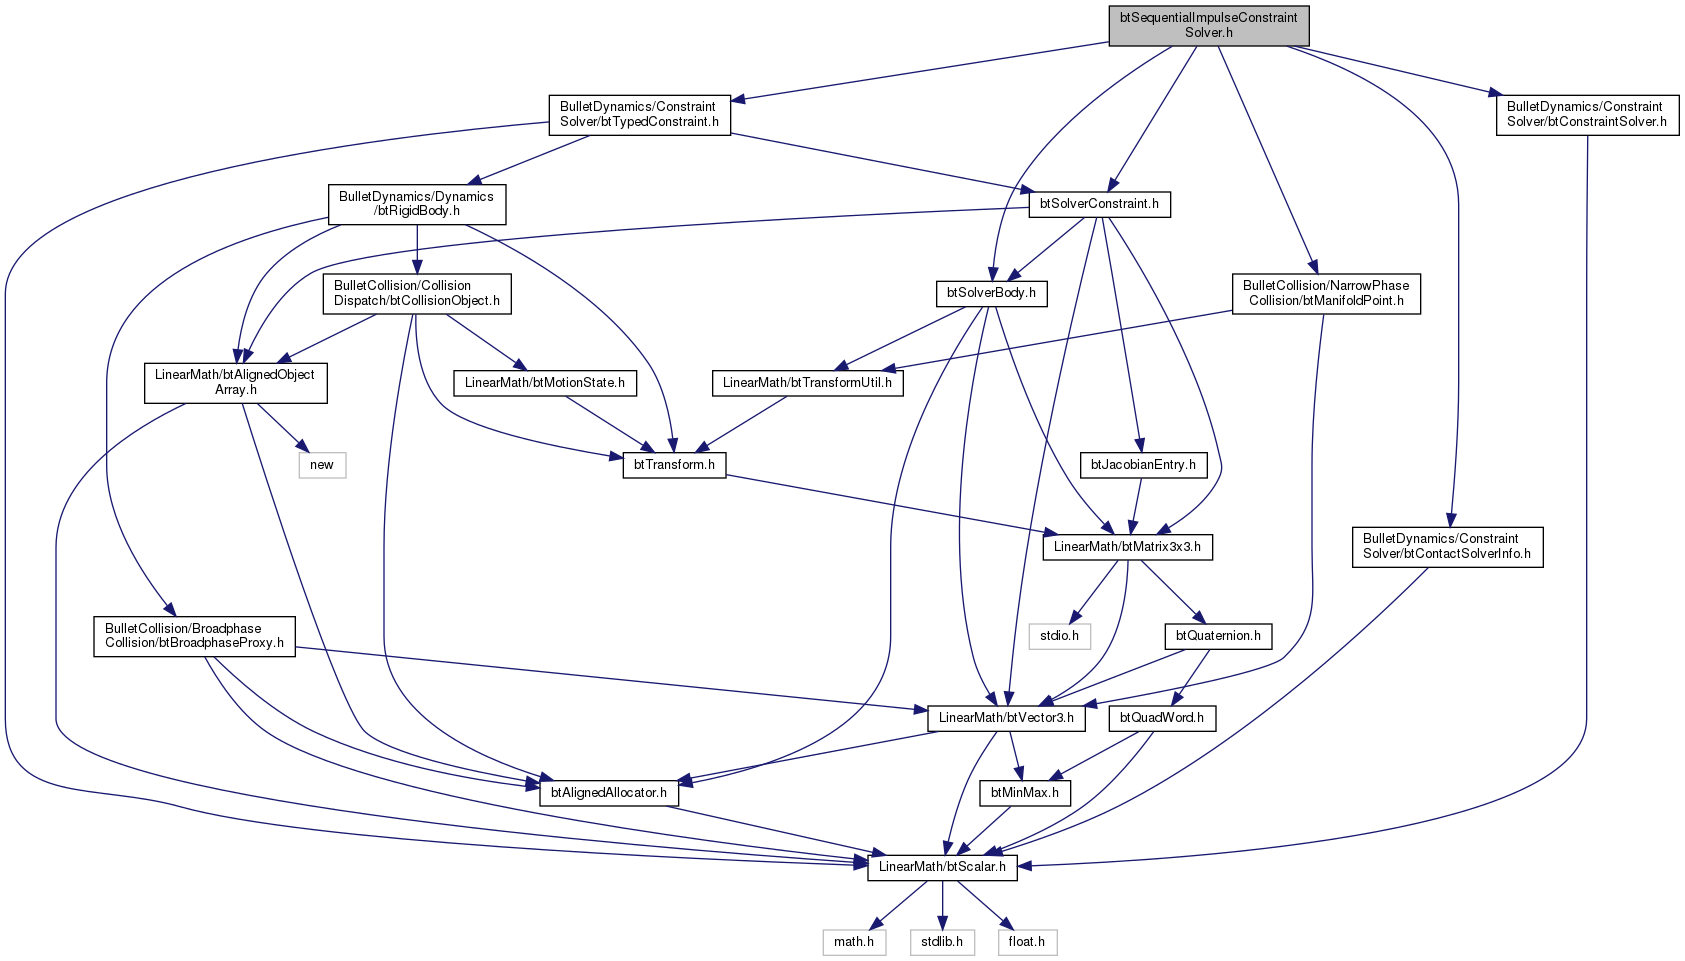 btSequentialImpulseConstraint
Solver.h
BulletDynamics/Constraint
Solver/btTypedConstraint.h
BulletDynamics/Constraint
Solver/btConstraintSolver.h
BulletDynamics/Dynamics
/btRigidBody.h
btSolverConstraint.h
BulletCollision/Collision
Dispatch/btCollisionObject.h
btSolverBody.h
BulletCollision/NarrowPhase
Collision/btManifoldPoint.h
LinearMath/btAlignedObject
Array.h
LinearMath/btMotionState.h
LinearMath/btTransformUtil.h
new
btTransform.h
btJacobianEntry.h
LinearMath/btMatrix3x3.h
BulletDynamics/Constraint
Solver/btContactSolverInfo.h
BulletCollision/Broadphase
Collision/btBroadphaseProxy.h
stdio.h
btQuaternion.h
LinearMath/btVector3.h
btQuadWord.h
btAlignedAllocator.h
btMinMax.h
LinearMath/btScalar.h
math.h
stdlib.h
float.h